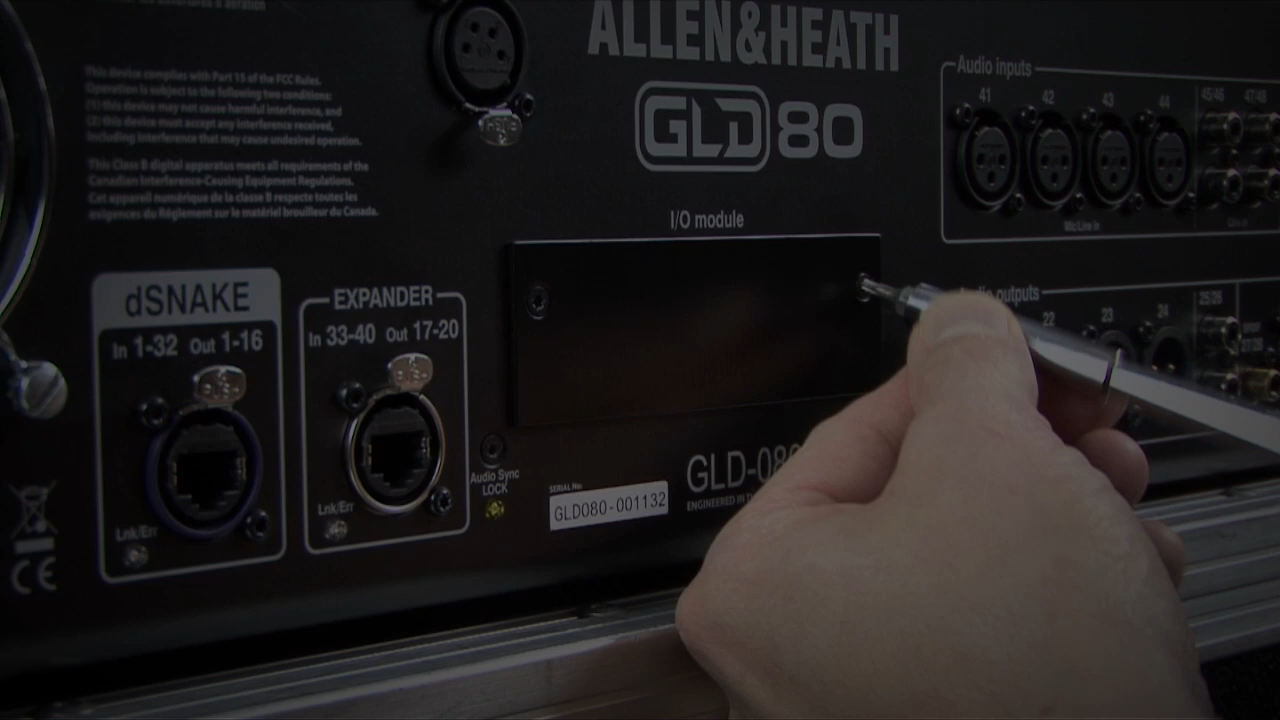 ALLEN&HEATH
GLD 80
I/O module
This device complies with Part 15 of the FCC Rules.
Operation is subject to the following two conditions:
(1) this device may not cause harmful interference, and
(2) this device must accept any interference received,
including interference that may cause undesired operation.
This Class B digital apparatus meets all requirements of the
Canadian Interference-Causing Equipment Regulations.
Cet appareil numérique de la classe B respecte toutes les
exigences du Règlement sur le matériel brouilleur du Canada.
Audio inputs
41 42 43 44 45/46 47/48
Mic/Line in
dSNAKE
In 1-32 Out 1-16
Lnk/Err
EXPANDER
In 33-40 Out 17-20
Lnk/Err
Audio Sync
LOCK
SERIAL No:
GLD080-001132
GLD-080
ENGINEERED IN
outputs
22 23 24 25/26
CE